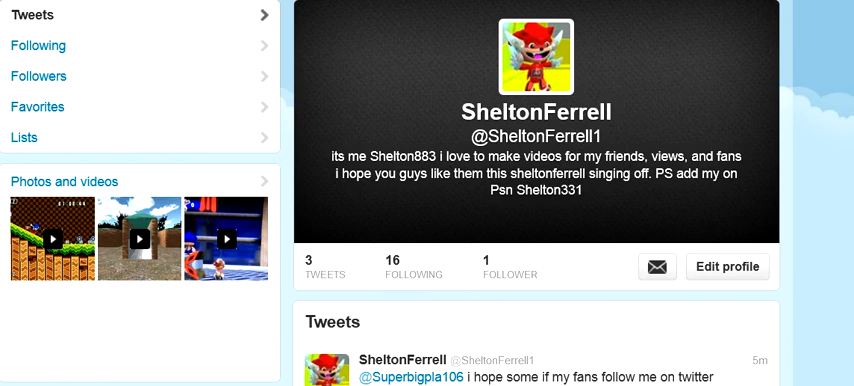 Tweets
Following
Followers
Favorites
Lists
Photos and videos
SheltonFerrell
@SheltonFerrell1
its me Shelton883 i love to make videos for my friends, views, and fans
i hope you guys like them this sheltonferrell singing off. PS add my on
Psn Shelton331
3
TWEETS
16
FOLLOWING
1
FOLLOWER
Edit profile
Tweets
SheltonFerrell @SheltonFerrell1 5m
@Superbigpla106 i hope some if my fans follow me on twitter